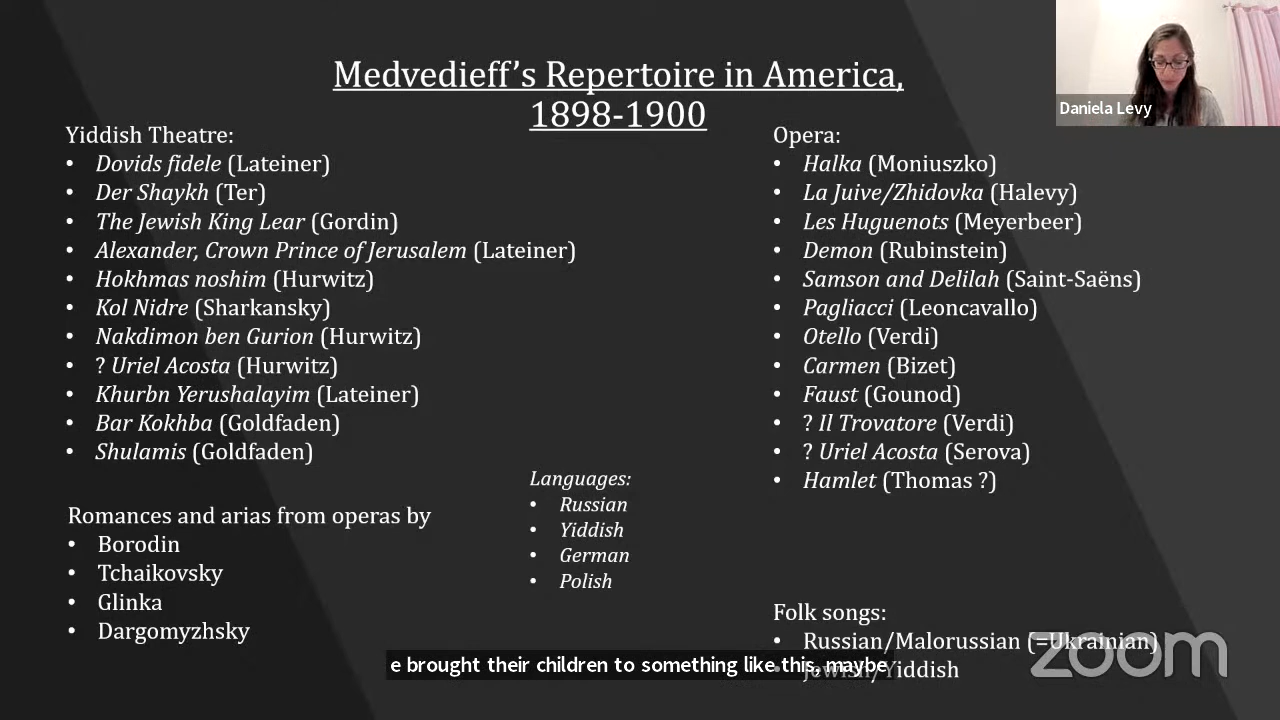 Medvedieff's Repertoire in America,
1898-1900
Daniela Levy
Yiddish Theatre:
• Dovids fidele (Lateiner)
• Der Shaykh (Ter)
• The Jewish King Lear (Gordin)
• Alexander, Crown Prince of Jerusalem (Lateiner)
• Hokhmas noshim (Hurwitz)
• Kol Nidre (Sharkansky)
• Nakdimon ben Gurion (Hurwitz)
• ? Uriel Acosta (Hurwitz)
• Khurbn Yerushalayim (Lateiner)
• Bar Kokhba (Goldfaden)
• Shulamis (Goldfaden)
Romances and arias from operas by
• Borodin
• Tchaikovsky
• Glinka
• Dargomyzhsky
Languages:
• Russian
• Yiddish
• German
• Polish
Opera:
• Halka (Moniuszko)
• La Juive/Zhidovka (Halevy)
• Les Huguenots (Meyerbeer)
• Demon (Rubinstein)
• Samson and Delilah (Saint-Saëns)
• Pagliacci (Leoncavallo)
• Otello (Verdi)
• Carmen (Bizet)
• Faust (Gounod)
• ? Il Trovatore (Verdi)
• ? Uriel Acosta (Serova)
• Hamlet (Thomas ?)
Folk songs:
• Russian/Malorussian (=Ukrainian)
• Jewish/Yiddish
e brought their children to something like this, maybe
zoom